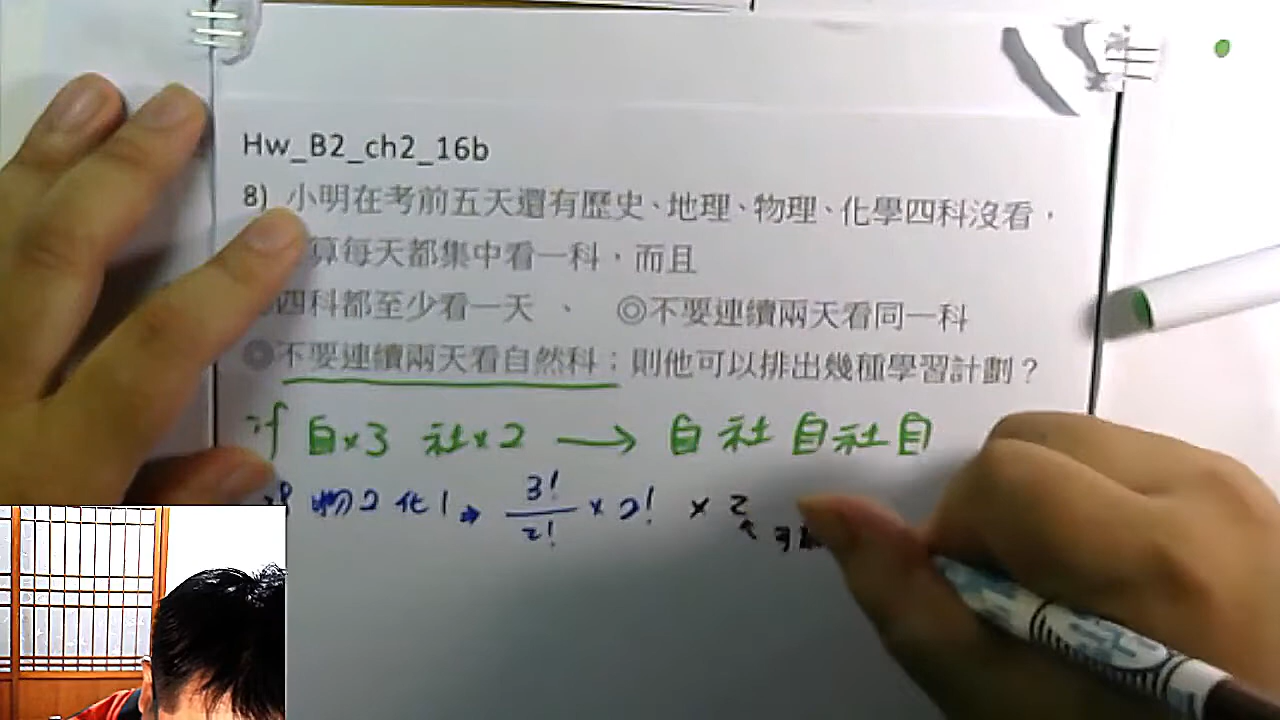 Hw_B2_ch2_16b
8) 小明在考前五天還有歷史、地理、物理、化學四科沒看，
算每天都集中看一科，而且
四科都至少看一天 、 ◎不要連續兩天看同一科
◎不要連續兩天看自然科；則他可以排出幾種學習計劃？
if 自×3 社×2 → 自社自社自
物2化1 → 3!/2! × 2! × 2